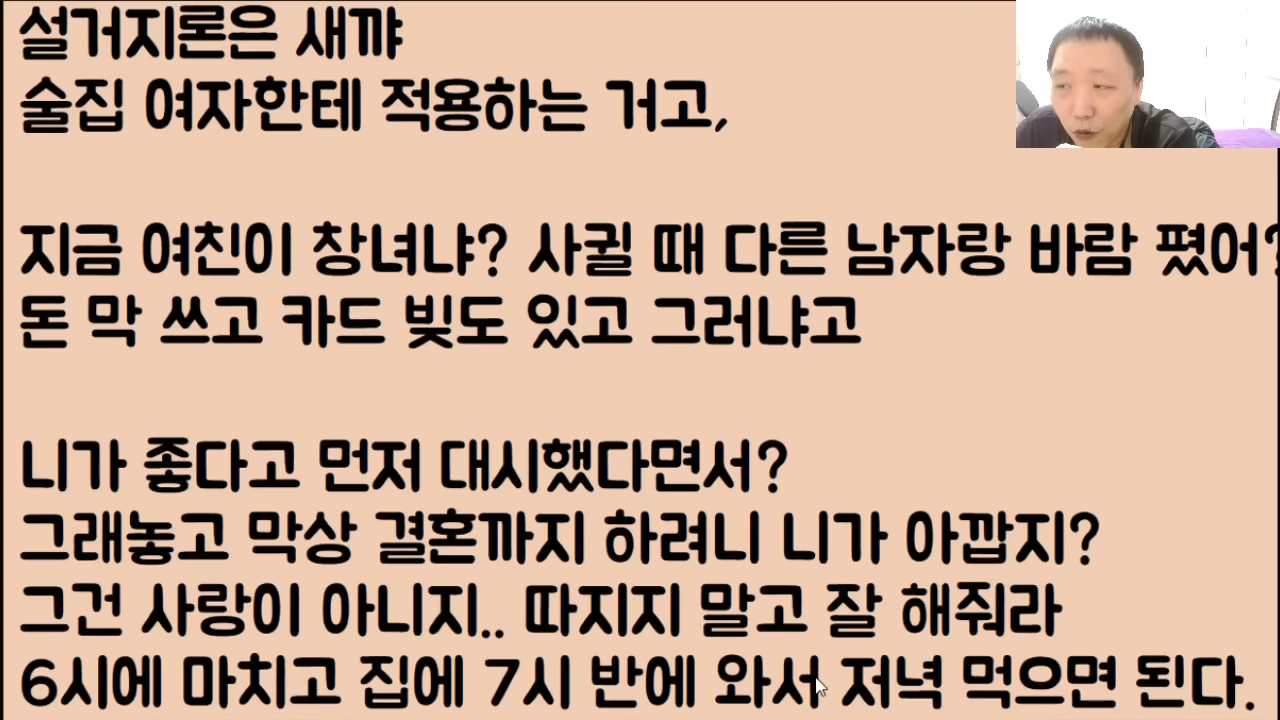 설거지론은 새꺄
술집 여자한테 적용하는 거고,
지금 여친이 창녀냐? 사귈 때 다른 남자랑 바람 폈어?
돈 막 쓰고 카드 빚도 있고 그러냐고
니가 좋다고 먼저 대시했다면서?
그래놓고 막상 결혼까지 하려니 니가 아깝지?
그건 사랑이 아니지.. 따지지 말고 잘 해줘라
6시에 마치고 집에 7시 반에 와서 저녁 먹으면 된다.